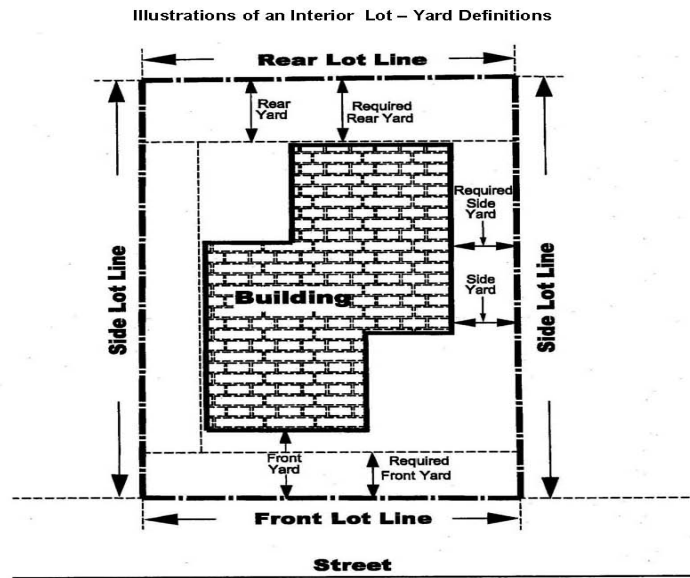 Illustrations of an Interior Lot – Yard Definitions
Rear Lot Line
Rear
Yard
Required
Rear Yard
Required
Side
Yard
Side
Yard
Side Lot Line
Building
Side Lot Line
Front
Yard
Required
Front Yard
Front Lot Line
Street